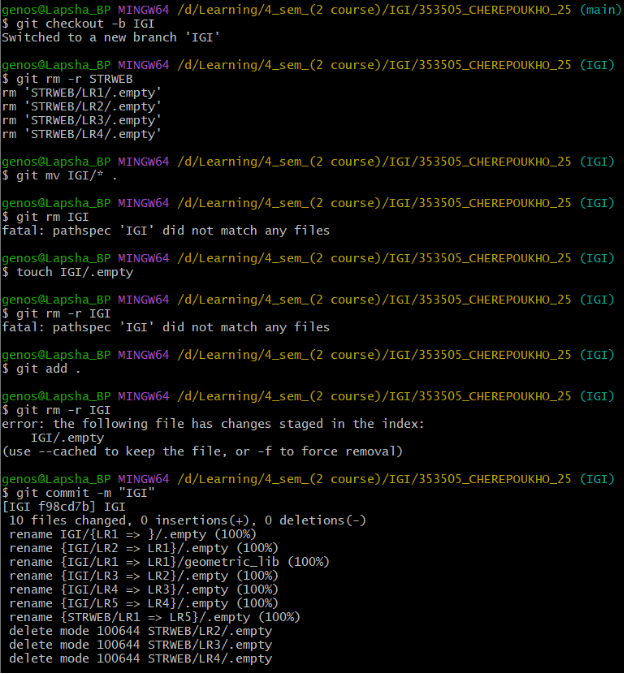 genos@Lapsha_BP MINGW64 /d/Learning/4_sem_(2 course)/IGI/353505_CHEREPOUKHO_25 (main)
$ git checkout -b IGI
Switched to a new branch 'IGI'
genos@Lapsha_BP MINGW64 /d/Learning/4_sem_(2 course)/IGI/353505_CHEREPOUKHO_25 (IGI)
$ git rm -r STRWEB
rm 'STRWEB/LR1/.empty'
rm 'STRWEB/LR2/.empty'
rm 'STRWEB/LR3/.empty'
rm 'STRWEB/LR4/.empty'
genos@Lapsha_BP MINGW64 /d/Learning/4_sem_(2 course)/IGI/353505_CHEREPOUKHO_25 (IGI)
$ git mv IGI/* .
genos@Lapsha_BP MINGW64 /d/Learning/4_sem_(2 course)/IGI/353505_CHEREPOUKHO_25 (IGI)
$ git rm IGI
fatal: pathspec 'IGI' did not match any files
genos@Lapsha_BP MINGW64 /d/Learning/4_sem_(2 course)/IGI/353505_CHEREPOUKHO_25 (IGI)
$ touch IGI/.empty
genos@Lapsha_BP MINGW64 /d/Learning/4_sem_(2 course)/IGI/353505_CHEREPOUKHO_25 (IGI)
$ git rm -r IGI
fatal: pathspec 'IGI' did not match any files
genos@Lapsha_BP MINGW64 /d/Learning/4_sem_(2 course)/IGI/353505_CHEREPOUKHO_25 (IGI)
$ git add .
genos@Lapsha_BP MINGW64 /d/Learning/4_sem_(2 course)/IGI/353505_CHEREPOUKHO_25 (IGI)
$ git rm -r IGI
error: the following file has changes staged in the index:
    IGI/.empty
(use --cached to keep the file, or -f to force removal)
genos@Lapsha_BP MINGW64 /d/Learning/4_sem_(2 course)/IGI/353505_CHEREPOUKHO_25 (IGI)
$ git commit -m "IGI"
[IGI f98cd7b] IGI
 10 files changed, 0 insertions(+), 0 deletions(-)
 rename IGI/{LR1 => }/.empty (100%)
 rename {IGI/LR2 => LR1}/.empty (100%)
 rename {IGI/LR1 => LR1}/geometric_lib (100%)
 rename {IGI/LR3 => LR2}/.empty (100%)
 rename {IGI/LR4 => LR3}/.empty (100%)
 rename {IGI/LR5 => LR4}/.empty (100%)
 rename {STRWEB/LR1 => LR5}/.empty (100%)
 delete mode 100644 STRWEB/LR2/.empty
 delete mode 100644 STRWEB/LR3/.empty
 delete mode 100644 STRWEB/LR4/.empty